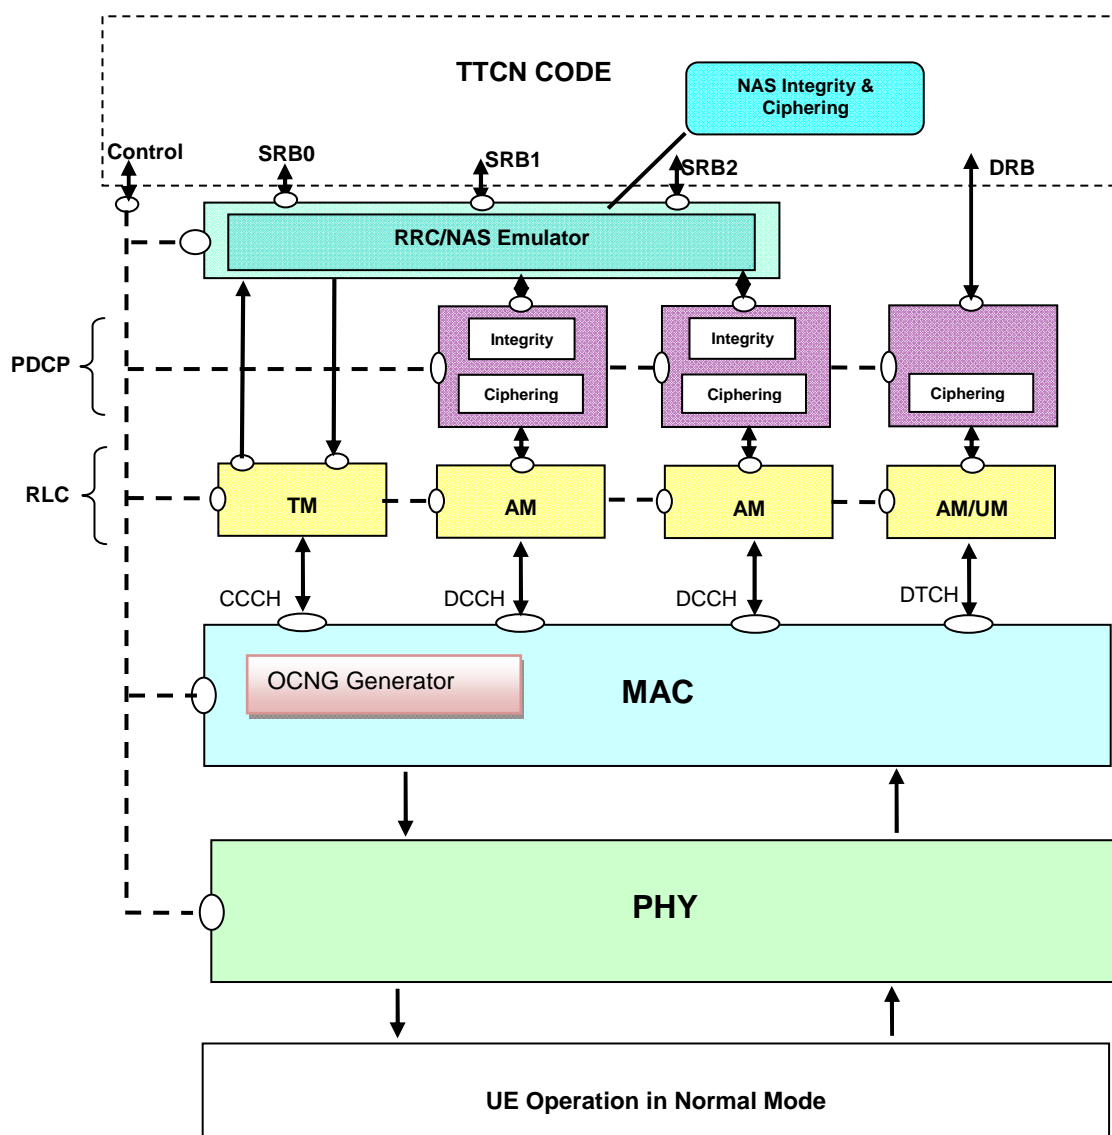 TTCN CODE
NAS Integrity &
Ciphering
Control
SRB0
SRB1
SRB2
DRB
RRC/NAS Emulator
PDCP
Integrity
Ciphering
Integrity
Ciphering
Ciphering
RLC
TM
AM
AM
AM/UM
CCCH
DCCH
DCCH
DTCH
OCNG Generator
MAC
PHY
UE Operation in Normal Mode